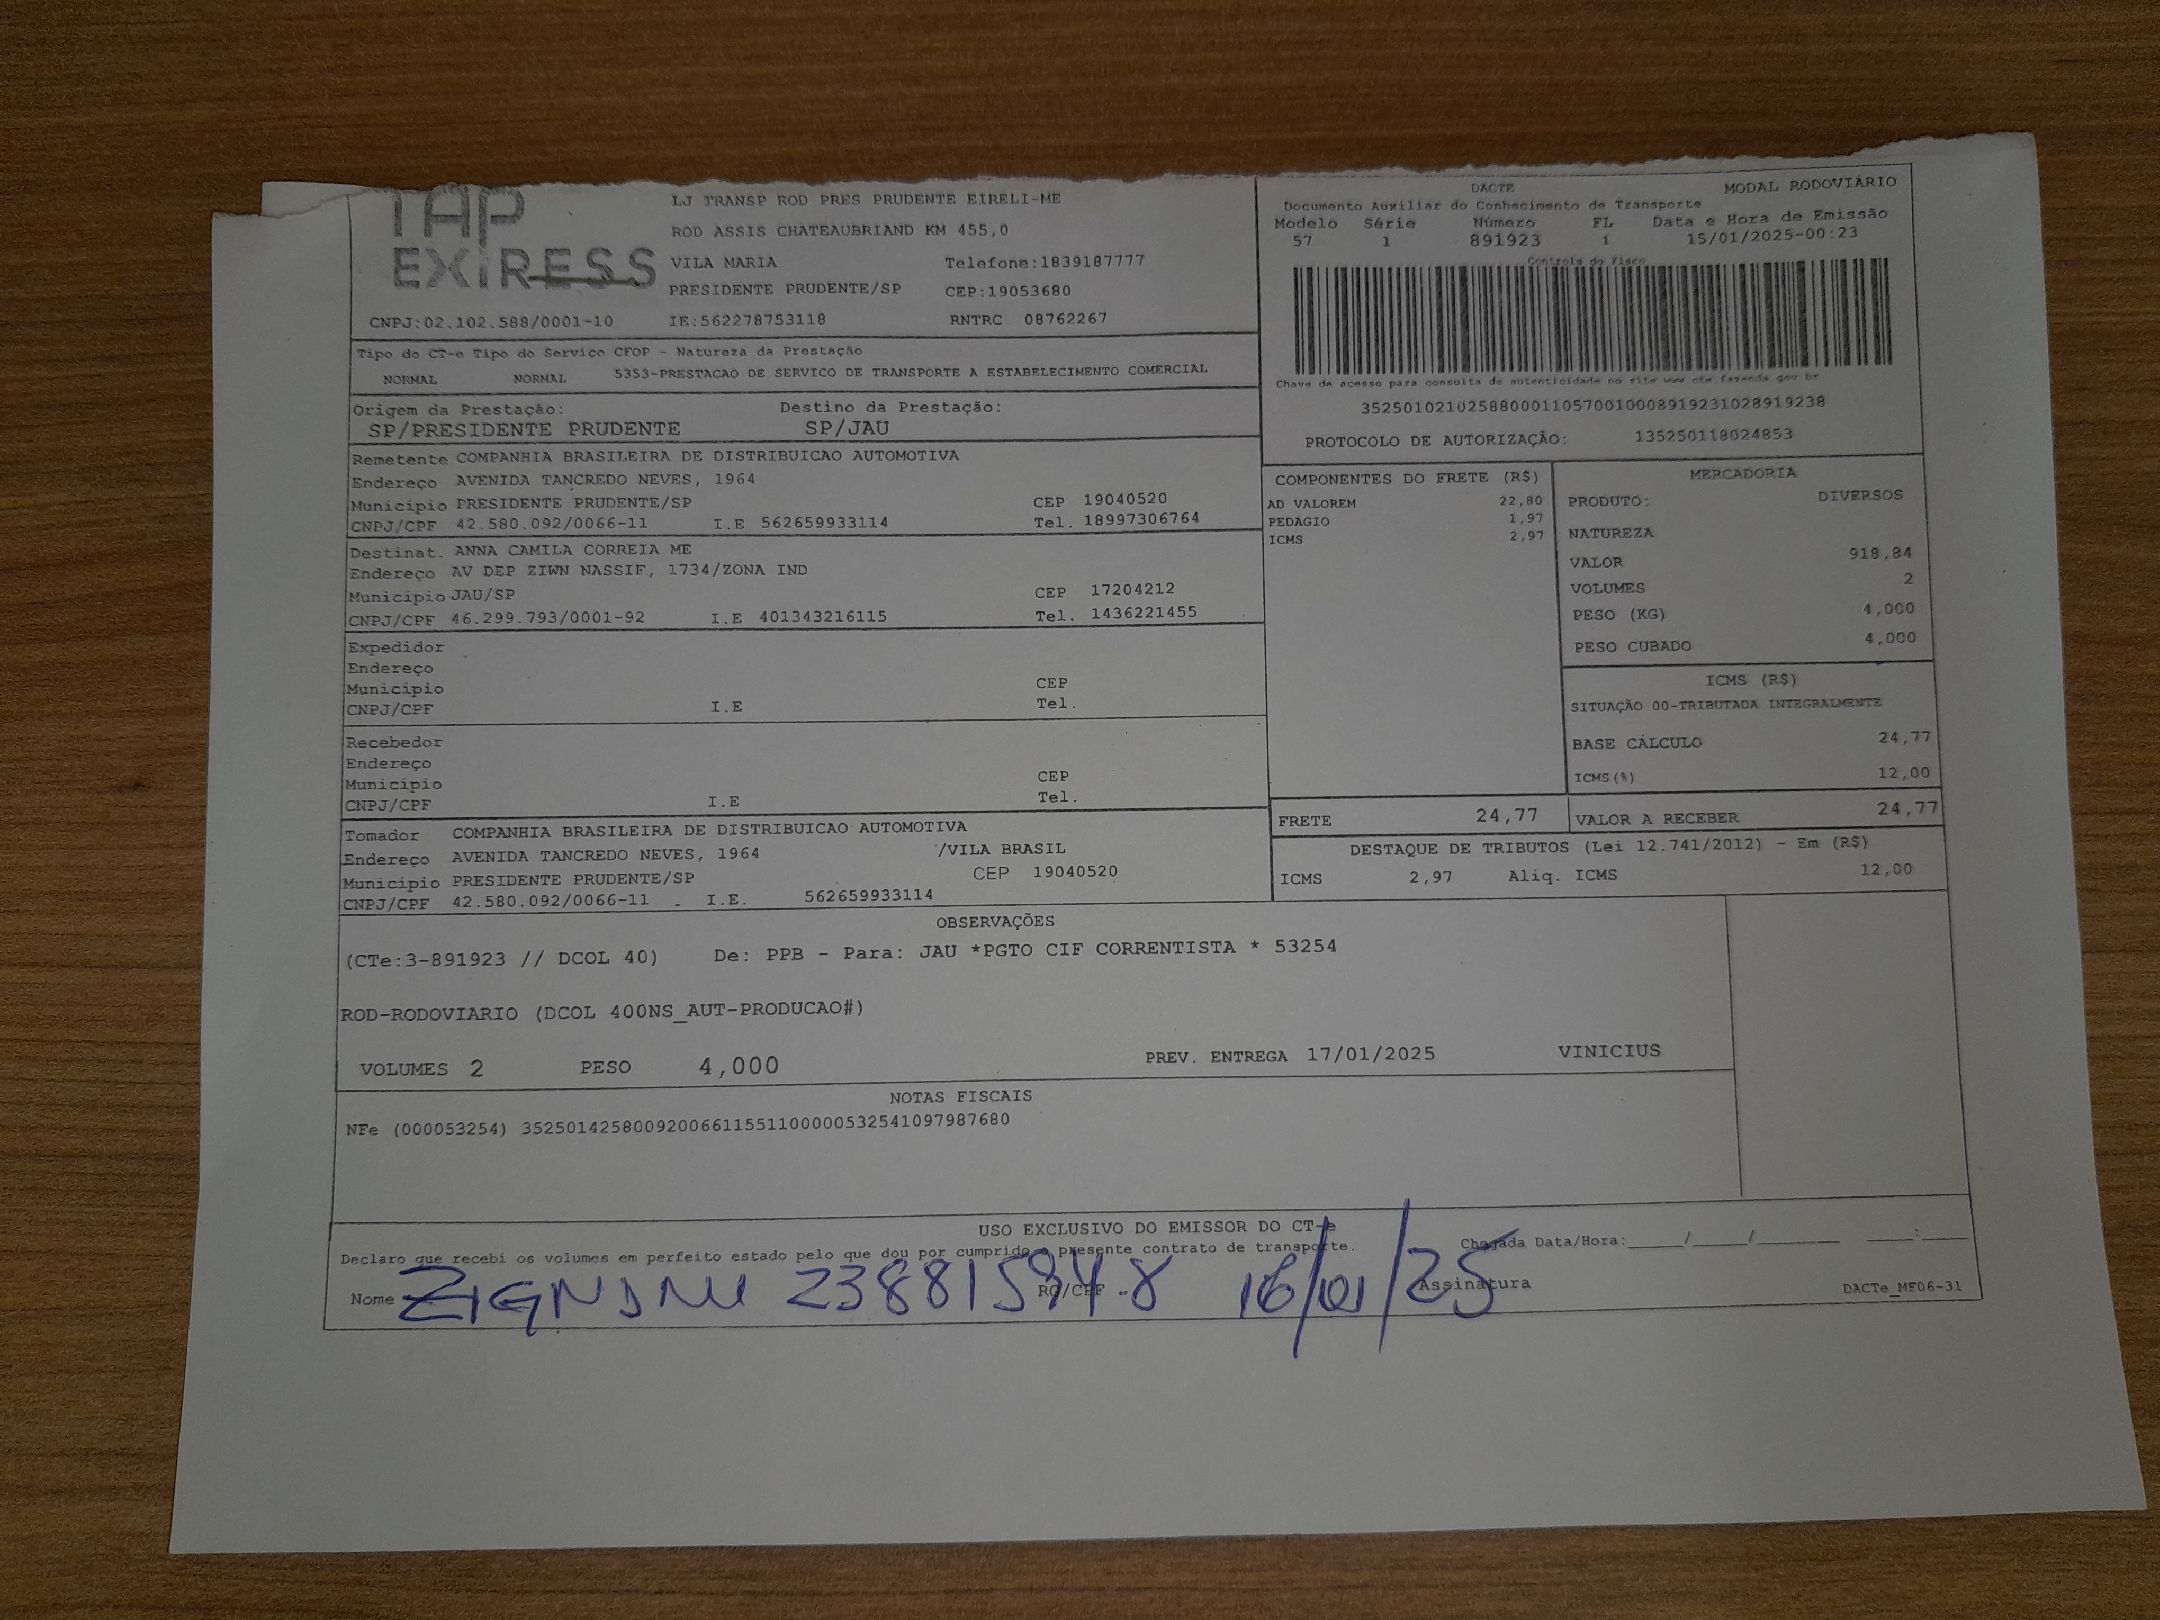 TAP
EXIRESS
LJ TRANSP ROD PRES PRUDENTE EIRELI-ME
ROD ASSIS CHATEAUBRIAND KM 455,0
VILA MARIA Telefone:1839187777
PRESIDENTE PRUDENTE/SP CEP:19053680
CNPJ:02.102.588/0001-10 IE:562278753118 RNTRC 08762267
DACTE MODAL RODOVIÁRIO
Documento Auxiliar do Conhecimento de Transporte
Modelo Série Número FL Data e Hora de Emissão
57 1 891923 1 15/01/2025-00:23
Controle do Fisco
Chave de acesso para consulta de autenticidade no site www.cte.fazenda.gov.br
35250102102588000110570010008919231028919238
PROTOCOLO DE AUTORIZAÇÃO: 135250118024853
Tipo do CT-e Tipo do Serviço CFOP - Natureza da Prestação
NORMAL NORMAL 5353-PRESTACAO DE SERVICO DE TRANSPORTE A ESTABELECIMENTO COMERCIAL
Origem da Prestação: Destino da Prestação:
SP/PRESIDENTE PRUDENTE SP/JAU
Remetente COMPANHIA BRASILEIRA DE DISTRIBUICAO AUTOMOTIVA
Endereço AVENIDA TANCREDO NEVES, 1964
Município PRESIDENTE PRUDENTE/SP CEP 19040520
CNPJ/CPF 42.580.092/0066-11 I.E 562659933114 Tel. 18997306764
Destinat. ANNA CAMILA CORREIA ME
Endereço AV DEP ZIWN NASSIF, 1734/ZONA IND
Município JAU/SP CEP 17204212
CNPJ/CPF 46.299.793/0001-92 I.E 401343216115 Tel. 1436221455
Expedidor
Endereço
Município CEP
CNPJ/CPF I.E Tel.
Recebedor
Endereço
Município CEP
CNPJ/CPF I.E Tel.
Tomador COMPANHIA BRASILEIRA DE DISTRIBUICAO AUTOMOTIVA
Endereço AVENIDA TANCREDO NEVES, 1964 /VILA BRASIL
Município PRESIDENTE PRUDENTE/SP CEP 19040520
CNPJ/CPF 42.580.092/0066-11 I.E. 562659933114
COMPONENTES DO FRETE (R$)
AD VALOREM 22,80
PEDAGIO 1,97
ICMS 2,97
MERCADORIA
PRODUTO: DIVERSOS
NATUREZA
VALOR 918,84
VOLUMES 2
PESO (KG) 4,000
PESO CUBADO 4,000
ICMS (R$)
SITUAÇÃO 00-TRIBUTADA INTEGRALMENTE
BASE CÁLCULO 24,77
ICMS(%) 12,00
FRETE 24,77 VALOR A RECEBER 24,77
DESTAQUE DE TRIBUTOS (Lei 12.741/2012) - Em (R$)
ICMS 2,97 Aliq. ICMS 12,00
OBSERVAÇÕES
(CTe:3-891923 // DCOL 40) De: PPB - Para: JAU *PGTO CIF CORRENTISTA * 53254
ROD-RODOVIARIO (DCOL 400NS_AUT-PRODUCAO#)
VOLUMES 2 PESO 4,000 PREV. ENTREGA 17/01/2025 VINICIUS
NOTAS FISCAIS
NFe (000053254) 35250142580092006611551100000532541097987680
USO EXCLUSIVO DO EMISSOR DO CT-e
Declaro que recebi os volumes em perfeito estado pelo que dou por cumprido o presente contrato de transporte. Chegada Data/Hora:____/____/______ ____:____
Nome RG/CPF Assinatura DACTe_MF06-31
238815948 16/01/25